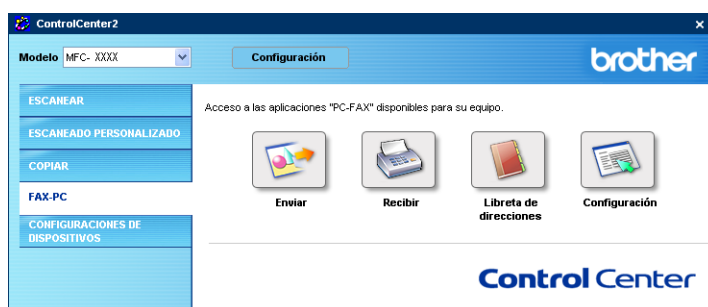 ControlCenter2
Modelo MFC- XXXX Configuración brother
ESCANEAR
ESCANEADO PERSONALIZADO
COPIAR
FAX-PC
CONFIGURACIONES DE
DISPOSITIVOS
Acceso a las aplicaciones "PC-FAX" disponibles para su equipo.
Enviar Recibir Libreta de Configuración
direcciones
Control Center